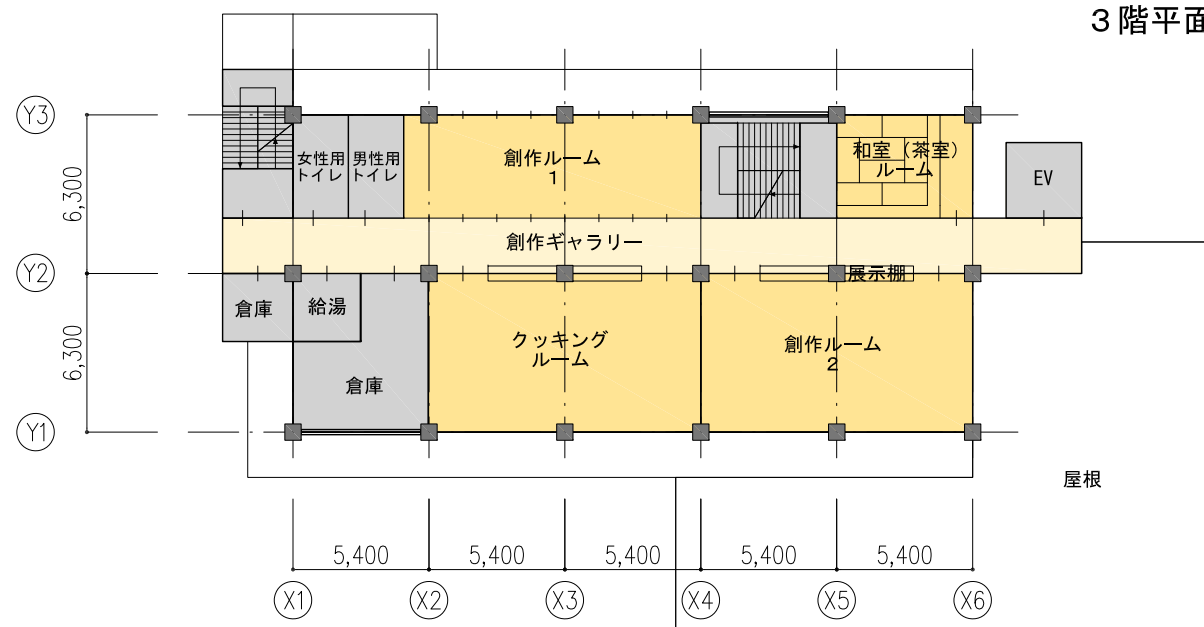 ３階平面
Y3
女性用
トイレ
男性用
トイレ
創作ルーム
1
和室（茶室）
ルーム
EV
6,300
創作ギャラリー
Y2
展示棚
倉庫
給湯
クッキング
ルーム
創作ルーム
2
6,300
倉庫
Y1
屋根
5,400
5,400
5,400
5,400
5,400
X1
X2
X3
X4
X5
X6